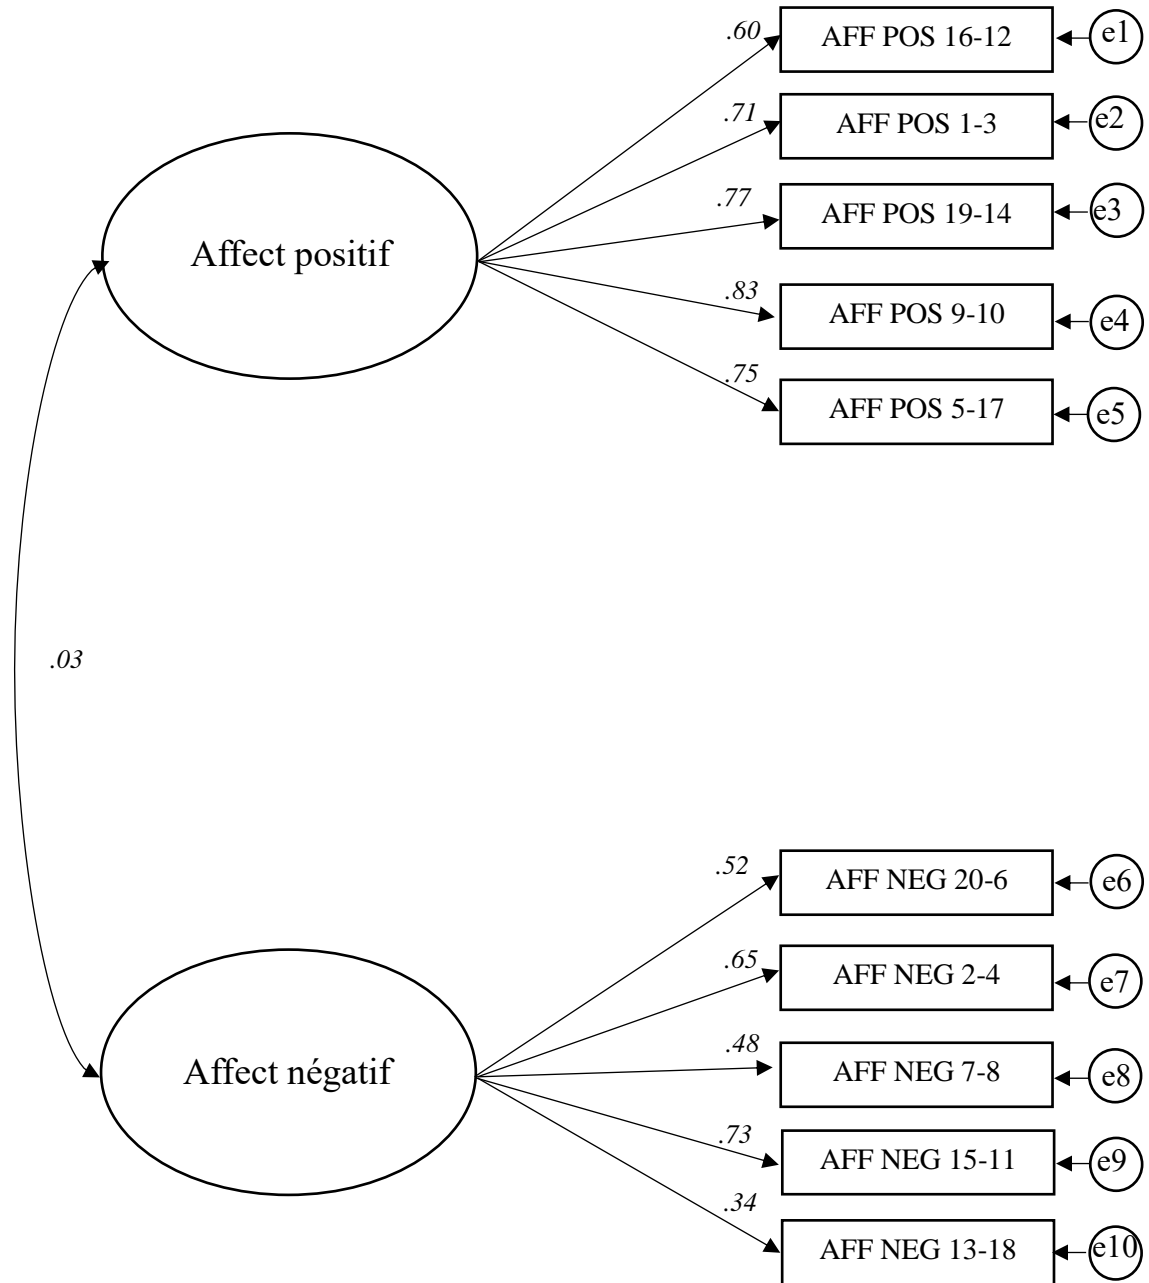 .60
AFF POS 16-12
e1
.71
AFF POS 1-3
e2
.77
AFF POS 19-14
e3
Affect positif
.83
AFF POS 9-10
e4
.75
AFF POS 5-17
e5
.03
.52
AFF NEG 20-6
e6
.65
AFF NEG 2-4
e7
.48
AFF NEG 7-8
e8
Affect négatif
.73
AFF NEG 15-11
e9
.34
AFF NEG 13-18
e10